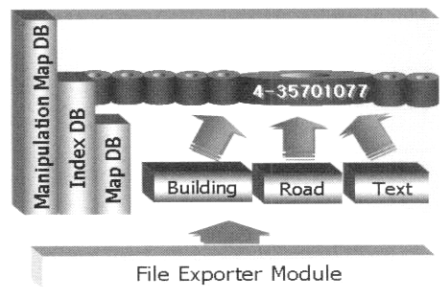 Manipulation Map DB
Index DB
Map DB
4-35701077
Building
Road
Text
File Exporter Module